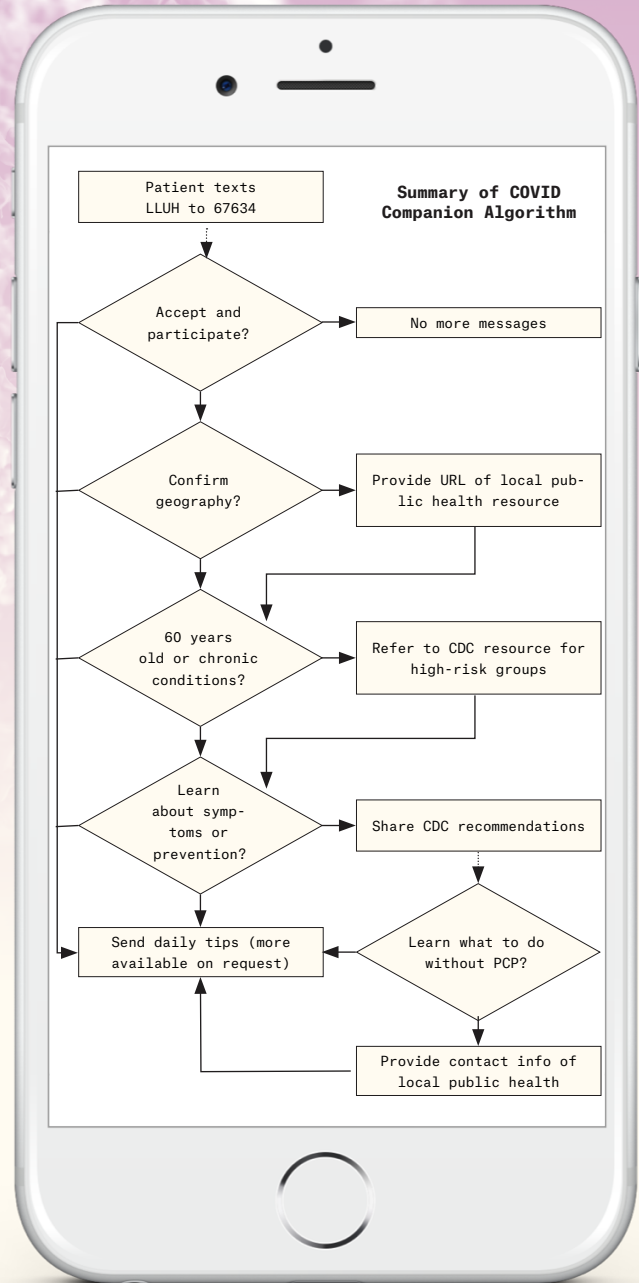 Patient texts
LLUH to 67634
Summary of COVID
Companion Algorithm
Accept and
participate?
No more messages
Confirm
geography?
Provide URL of local pub-
lic health resource
60 years
old or chronic
conditions?
Refer to CDC resource for
high-risk groups
Learn
about symp-
toms or
prevention?
Share CDC recommendations
Send daily tips (more
available on request)
Learn what to do
without PCP?
Provide contact info of
local public health